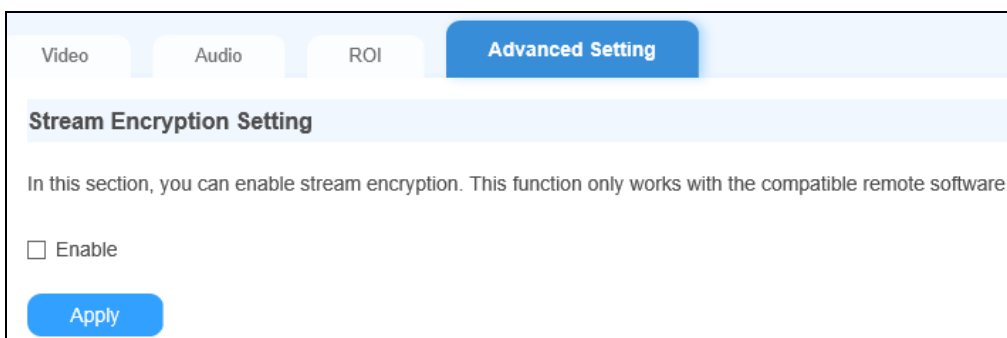 Video Audio ROI Advanced Setting
Stream Encryption Setting
In this section, you can enable stream encryption. This function only works with the compatible remote software
Enable
Apply